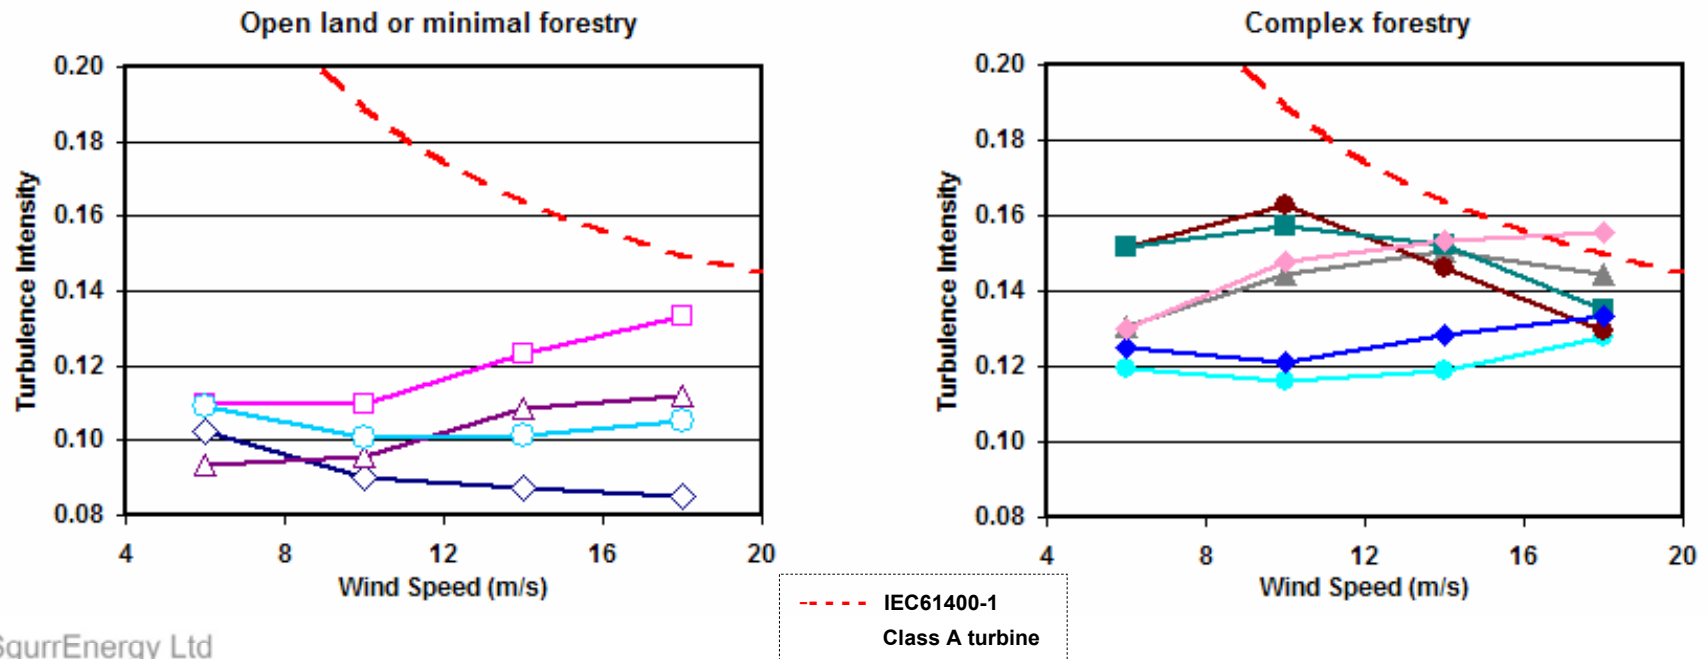 Open land or minimal forestry
Turbulence Intensity
0.20
0.18
0.16
0.14
0.12
0.10
0.08
4 8 12 16 20
Wind Speed (m/s)
Complex forestry
Turbulence Intensity
0.20
0.18
0.16
0.14
0.12
0.10
0.08
4 8 12 16 20
Wind Speed (m/s)
IEC61400-1
Class A turbine
SgurrEnergy Ltd